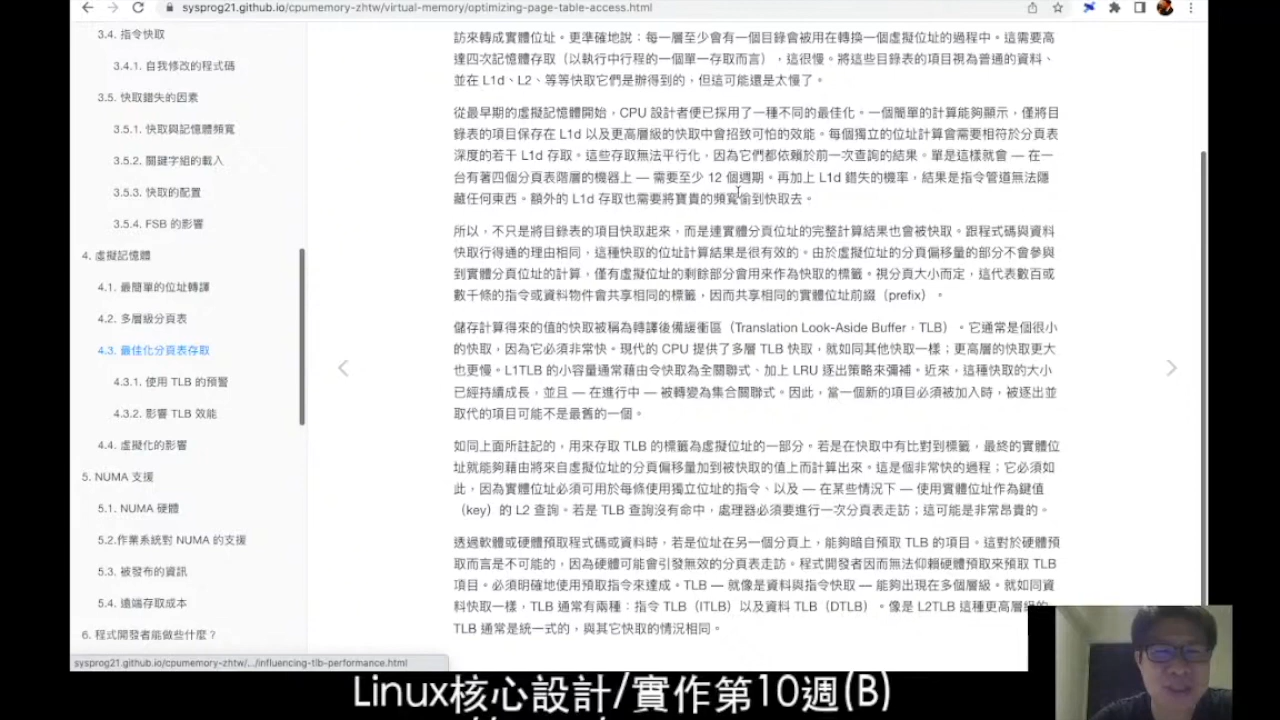 sysprog21.github.io/cpumemory-zhtw/virtual-memory/optimizing-page-table-access.html
3.4. 指令快取
3.4.1. 自我修改的程式碼
3.5. 快取錯失的因素
3.5.1. 快取與記憶體頻寬
3.5.2. 關鍵字組的載入
3.5.3. 快取的配置
3.5.4. FSB 的影響
4. 虛擬記憶體
4.1. 最簡單的位址轉譯
4.2. 多層級分頁表
4.3. 最佳化分頁表存取
4.3.1. 使用 TLB 的預警
4.3.2. 影響 TLB 效能
4.4. 虛擬化的影響
5. NUMA 支援
5.1. NUMA 硬體
5.2.作業系統對 NUMA 的支援
5.3. 被發布的資訊
5.4. 遠端存取成本
6. 程式開發者能做些什麼？
訪來轉成實體位址。更準確地說：每一層至少會有一個目錄會被用在轉換一個虛擬位址的過程中。這需要高
達四次記憶體存取（以執行中行程的一個單一存取而言），這很慢。將這些目錄表的項目視為普通的資料、
並在 L1d、L2、等等快取它們是辦得到的，但這可能還是太慢了。
從最早期的虛擬記憶體開始，CPU 設計者便已採用了一種不同的最佳化。一個簡單的計算能夠顯示，僅將目
錄表的項目保存在 L1d 以及更高層級的快取中會招致可怕的效能。每個獨立的位址計算會需要相符於分頁表
深度的若干 L1d 存取。這些存取無法平行化，因為它們都依賴於前一次查詢的結果。單是這樣就會 — 在一
台有著四個分頁表階層的機器上 — 需要至少 12 個週期。再加上 L1d 錯失的機率，結果是指令管道無法隱
藏任何東西。額外的 L1d 存取也需要將寶貴的頻寬偷到快取去。
所以，不只是將目錄表的項目快取起來，而是連實體分頁位址的完整計算結果也會被快取。跟程式碼與資料
快取行得通的理由相同，這種快取的位址計算結果是很有效的。由於虛擬位址的分頁偏移量的部分不會參與
到實體分頁位址的計算，僅有虛擬位址的剩餘部分會用來作為快取的標籤。視分頁大小而定，這代表數百或
數千條的指令或資料物件會共享相同的標籤，因而共享相同的實體位址前綴（prefix）。
儲存計算得來的值的快取被稱為轉譯後備緩衝區（Translation Look-Aside Buffer，TLB）。它通常是個很小
的快取，因為它必須非常快。現代的 CPU 提供了多層 TLB 快取，就如同其他快取一樣；更高層的快取更大
也更慢。L1TLB 的小容量通常藉由令快取為全關聯式、加上 LRU 逐出策略來彌補。近來，這種快取的大小
已經持續成長，並且 — 在進行中 — 被轉變為集合關聯式。因此，當一個新的項目必須被加入時，被逐出並
取代的項目可能不是最舊的一個。
如同上面所註記的，用來存取 TLB 的標籤為虛擬位址的一部分。若是在快取中有比對到標籤，最終的實體位
址就能夠藉由將來自虛擬位址的分頁偏移量加到被快取的值上而計算出來。這是個非常快的過程；它必須如
此，因為實體位址必須可用於每條使用獨立位址的指令、以及 — 在某些情況下 — 使用實體位址作為鍵值
（key）的 L2 查詢。若是 TLB 查詢沒有命中，處理器必須要進行一次分頁表走訪；這可能是非常昂貴的。
透過軟體或硬體預取程式碼或資料時，若是位址在另一個分頁上，能夠暗自預取 TLB 的項目。這對於硬體預
取而言是不可能的，因為硬體可能會引發無效的分頁表走訪。程式開發者因而無法仰賴硬體預取來預取 TLB
項目。必須明確地使用預取指令來達成。TLB — 就像是資料與指令快取 — 能夠出現在多個層級。就如同資
料快取一樣，TLB 通常有兩種：指令 TLB（ITLB）以及資料 TLB（DTLB）。像是 L2TLB 這種更高層級的
TLB 通常是統一式的，與其它快取的情況相同。
sysprog21.github.io/cpumemory-zhtw/.../influencing-tlb-performance.html
Linux核心設計/實作第10週(B)